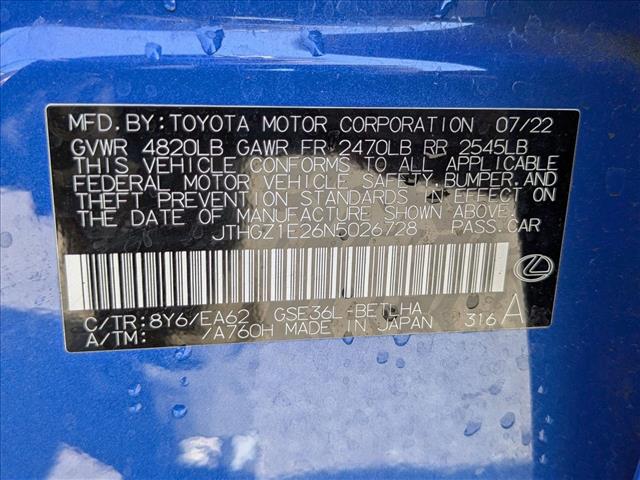 MFD. BY: TOYOTA MOTOR CORPORATION 07/22
GVWR 4820LB GAWR FR 2470LB RR 2545LB
THIS VEHICLE CONFORMS TO ALL APPLICABLE
FEDERAL MOTOR VEHICLE SAFETY, BUMPER, AND
THEFT PREVENTION STANDARDS IN EFFECT ON
THE DATE OF MANUFACTURE SHOWN ABOVE.
JTHGZ1E26N5026728 PASS. CAR
C/TR: 8Y6/EA62 GSE36L-BETLHA
A/TM: /A760H MADE IN JAPAN 316 A